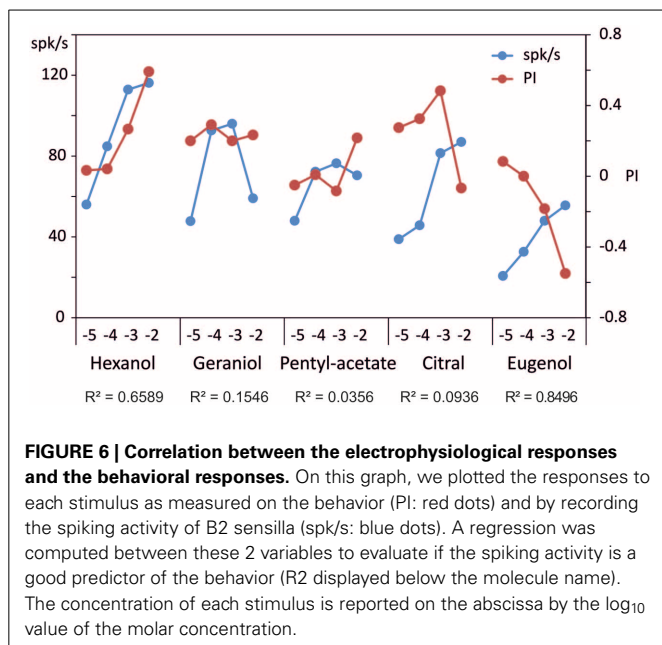 spk/s 0.8
spk/s
PI
120
0.4
80
0 PI
40
-0.4
0 -0.8
-5 -4 -3 -2 -5 -4 -3 -2 -5 -4 -3 -2 -5 -4 -3 -2 -5 -4 -3 -2
Hexanol Geraniol Pentyl-acetate Citral Eugenol
R² = 0.6589 R² = 0.1546 R² = 0.0356 R² = 0.0936 R² = 0.8496
FIGURE 6 | Correlation between the electrophysiological responses
and the behavioral responses. On this graph, we plotted the responses to
each stimulus as measured on the behavior (PI: red dots) and by recording
the spiking activity of B2 sensilla (spk/s: blue dots). A regression was
computed between these 2 variables to evaluate if the spiking activity is a
good predictor of the behavior (R2 displayed below the molecule name).
The concentration of each stimulus is reported on the abscissa by the log₁₀
value of the molar concentration.